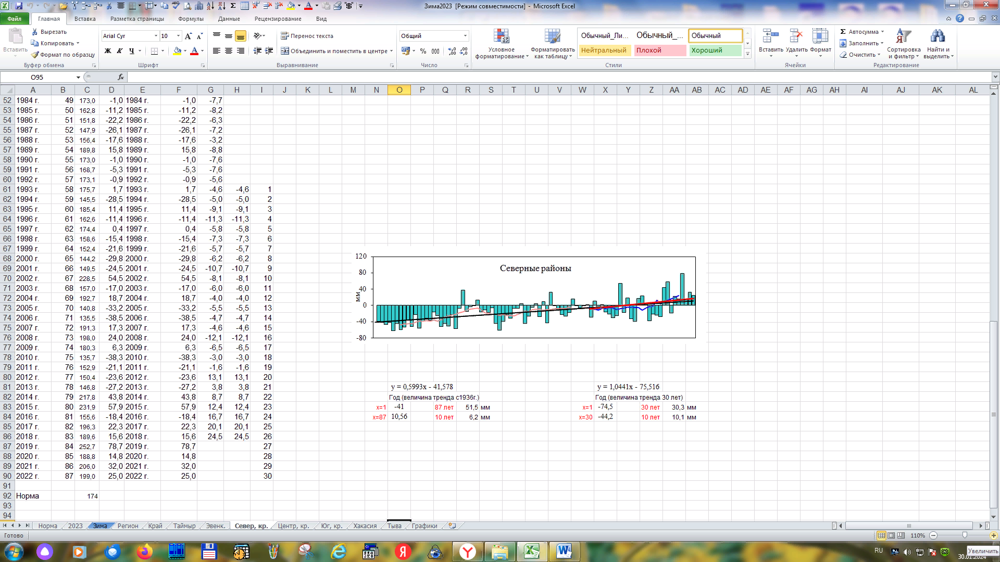 Зима2023 [Режим совместимости] - Microsoft Excel
Файл Главная Вставка Разметка страницы Формулы Данные Рецензирование Вид
Вставить
Вырезать
Копировать
Формат по образцу
Буфер обмена
Arial Cyr 10
Ж К Ч
Шрифт
Перенос текста
Объединить и поместить в центре
Выравнивание
Общий
% 000
Число
Условное форматирование
Форматировать как таблицу
Обычный_Ли... Обычный_... Обычный
Нейтральный Плохой Хороший
Стили
Вставить Удалить Формат
Ячейки
Σ Автосумма
Заполнить
Очистить
Сортировка и фильтр
Найти и выделить
Редактирование
O95 fx
A B C D E F G H I J K L M N O P Q R S T U V W X Y Z AA AB AC AD AE AF AG AH AI AJ AK AL
52 1984 г. 49 173,0 -1,0 1984 г. -1,0 -7,7
53 1985 г. 50 162,8 -11,2 1985 г. -11,2 -8,2
54 1986 г. 51 151,8 -22,2 1986 г. -22,2 -6,3
55 1987 г. 52 147,9 -26,1 1987 г. -26,1 -7,2
56 1988 г. 53 156,4 -17,6 1988 г. -17,6 -3,2
57 1989 г. 54 189,8 15,8 1989 г. 15,8 -8,8
58 1990 г. 55 173,0 -1,0 1990 г. -1,0 -7,6
59 1991 г. 56 168,7 -5,3 1991 г. -5,3 -7,6
60 1992 г. 57 173,1 -0,9 1992 г. -0,9 -5,6
61 1993 г. 58 175,7 1,7 1993 г. 1,7 -4,6 -4,6 1
62 1994 г. 59 145,5 -28,5 1994 г. -28,5 -5,0 -5,0 2
63 1995 г. 60 185,4 11,4 1995 г. 11,4 -9,1 -9,1 3
64 1996 г. 61 162,6 -11,4 1996 г. -11,4 -11,3 -11,3 4
65 1997 г. 62 174,4 0,4 1997 г. 0,4 -5,8 -5,8 5
66 1998 г. 63 158,6 -15,4 1998 г. -15,4 -7,3 -7,3 6
67 1999 г. 64 152,4 -21,6 1999 г. -21,6 -5,7 -5,7 7
68 2000 г. 65 144,2 -29,8 2000 г. -29,8 -6,2 -6,2 8
69 2001 г. 66 149,5 -24,5 2001 г. -24,5 -10,7 -10,7 9
70 2002 г. 67 228,5 54,5 2002 г. 54,5 -8,1 -8,1 10
71 2003 г. 68 157,0 -17,0 2003 г. -17,0 -6,0 -6,0 11
72 2004 г. 69 192,7 18,7 2004 г. 18,7 -4,0 -4,0 12
73 2005 г. 70 140,8 -33,2 2005 г. -33,2 -5,5 -5,5 13
74 2006 г. 71 135,5 -38,5 2006 г. -38,5 -4,7 -4,7 14
75 2007 г. 72 191,3 17,3 2007 г. 17,3 -4,6 -4,6 15
76 2008 г. 73 198,0 24,0 2008 г. 24,0 -12,1 -12,1 16
77 2009 г. 74 180,3 6,3 2009 г. 6,3 -6,5 -6,5 17
78 2010 г. 75 135,7 -38,3 2010 г. -38,3 -3,0 -3,0 18
79 2011 г. 76 152,9 -21,1 2011 г. -21,1 -1,6 -1,6 19
80 2012 г. 77 150,4 -23,6 2012 г. -23,6 13,1 13,1 20
81 2013 г. 78 146,8 -27,2 2013 г. -27,2 3,8 3,8 21
82 2014 г. 79 217,8 43,8 2014 г. 43,8 8,7 8,7 22
83 2015 г. 80 231,9 57,9 2015 г. 57,9 12,4 12,4 23
84 2016 г. 81 155,6 -18,4 2016 г. -18,4 16,7 16,7 24
85 2017 г. 82 196,3 22,3 2017 г. 22,3 20,1 20,1 25
86 2018 г. 83 189,6 15,6 2018 г. 15,6 24,5 24,5 26
87 2019 г. 84 252,7 78,7 2019 г. 78,7 27
88 2020 г. 85 188,8 14,8 2020 г. 14,8 28
89 2021 г. 86 206,0 32,0 2021 г. 32,0 29
90 2022 г. 87 199,0 25,0 2022 г. 25,0 30
91
92 Норма 174
93
94
Северные районы
мм
120
80
40
0
-40
-80
y = 0,5993x - 41,578
Год (величина тренда с1936г.)
x=1 -41 87 лет 51,5 мм
x=87 10,56 10 лет 6,2 мм
y = 1,0441x - 75,516
Год (величина тренда 30 лет)
x=1 -74,5 30 лет 30,3 мм
x=30 -44,2 10 лет 10,1 мм
Норма 2023 Зима Регион Край Таймыр Эвенк. Север, кр. Центр, кр. Юг, кр. Хакасия Тыва Графики
Готово 110%
RU
Увеличить
30.01.2024